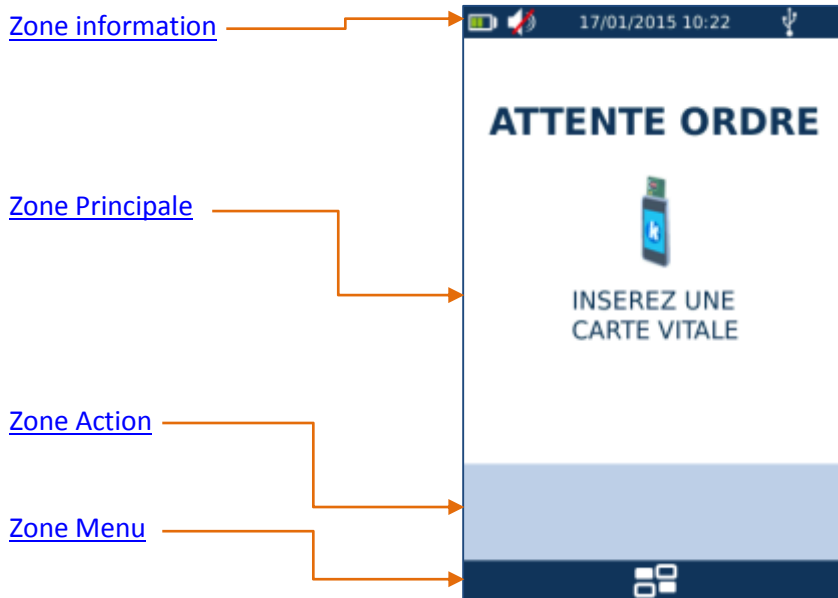 Zone information
17/01/2015 10:22
ATTENTE ORDRE
Zone Principale
k
INSEREZ UNE
CARTE VITALE
Zone Action
Zone Menu